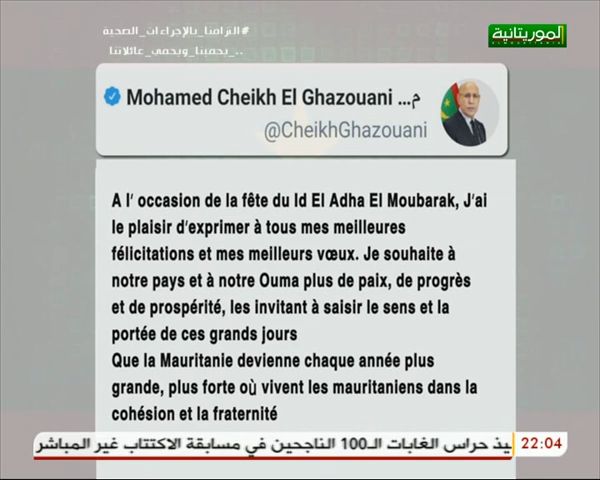 #التزامنا_بالإجراءات_الصحية
.._يحمينا_ويحمي_عائلاتنا
الموريتانية
Mohamed Cheikh El Ghazouani ...م
@CheikhGhazouani
A l' occasion de la fête du Id El Adha El Moubarak, J'ai
le plaisir d'exprimer à tous mes meilleures
félicitations et mes meilleurs vœux. Je souhaite à
notre pays et à notre Ouma plus de paix, de progrès
et de prospérité, les invitant à saisir le sens et la
portée de ces grands jours
Que la Mauritanie devienne chaque année plus
grande, plus forte où vivent les mauritaniens dans la
cohésion et la fraternité
يذ حراس الغابات الـ100 الناجحين في مسابقة الاكتتاب غير المباشر
22:04